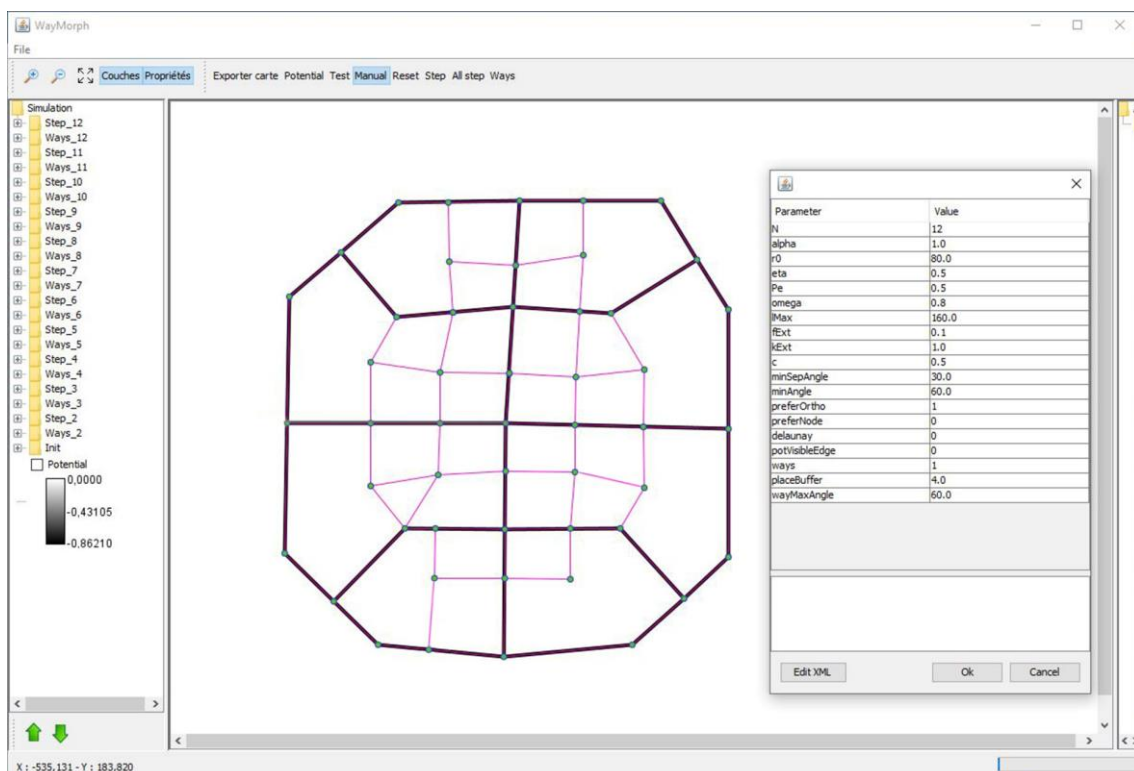 WayMorph
File
Couches Propriétés Exporter carte Potential Test Manual Reset Step All step Ways
Simulation
Step_12
Ways_12
Step_11
Ways_11
Step_10
Ways_10
Step_9
Ways_9
Step_8
Ways_8
Step_7
Ways_7
Step_6
Ways_6
Step_5
Ways_5
Step_4
Ways_4
Step_3
Ways_3
Step_2
Ways_2
Init
Potential
0,0000
-0,43105
-0,86210
Parameter Value
N 12
alpha 1.0
r0 80.0
eta 0.5
Pe 0.5
omega 0.8
lMax 160.0
fExt 0.1
kExt 1.0
c 0.5
minSepAngle 30.0
minAngle 60.0
preferOrtho 1
preferNode 0
delaunay 0
potVisibleEdge 0
ways 1
placeBuffer 4.0
wayMaxAngle 60.0
Edit XML Ok Cancel
X : -535,131 - Y : 183,820